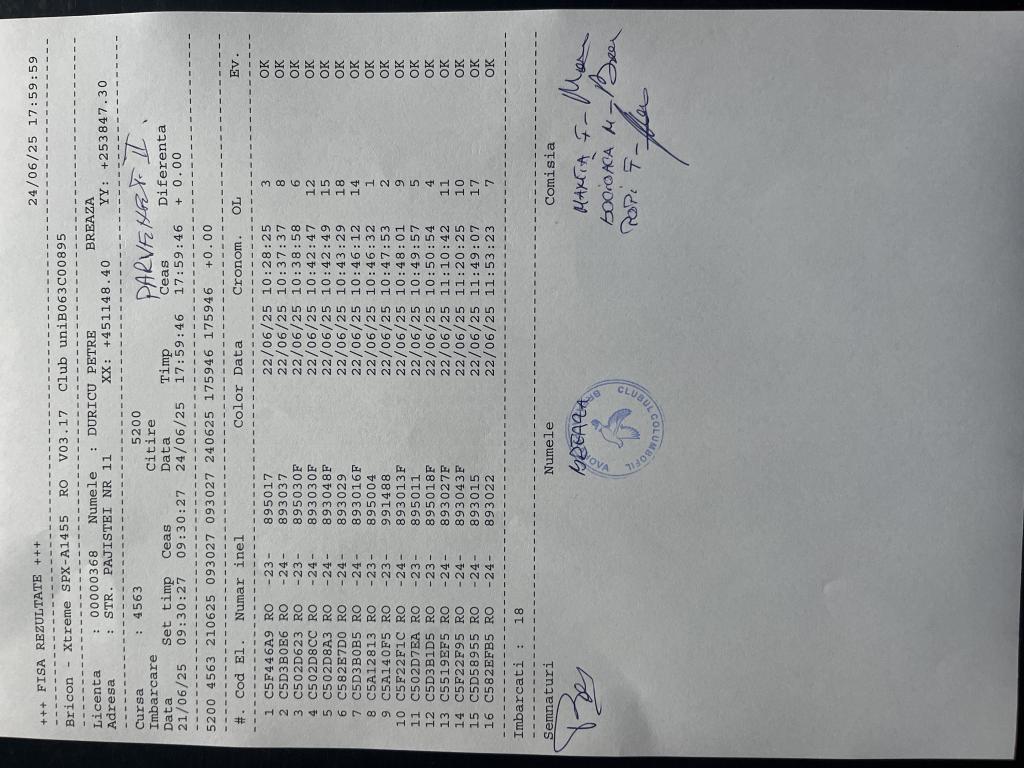 +++ FISA REZULTATE +++ 24/06/25 17:59:59
Bricon - Xtreme SPX-A1455 RO V03.17 Club uniB063C00895
Licenta : 00000368 Numele : DURICU PETRE BREAZA
Adresa : STR. PAJISTEI NR 11 XX: +451148.40 YY: +253847.30
Cursa : 4563 5200 PARVENEI II.
Imbarcare Citire
Data Set timp Ceas Data Timp Ceas Diferenta
21/06/25 09:30:27 09:30:27 24/06/25 17:59:46 17:59:46 + 0.00
5200 4563 210625 093027 093027 240625 175946 175946 +0.00
#. Cod El. Numar inel Color Data Cronom. OL Ev.
1 C5F446A9 RO -23- 895017 22/06/25 10:28:25 3 OK
2 C5D3B0E6 RO -24- 893037 22/06/25 10:37:37 8 OK
3 C502D623 RO -23- 895030F 22/06/25 10:38:58 6 OK
4 C502D8CC RO -24- 893030F 22/06/25 10:42:47 12 OK
5 C502D8A3 RO -24- 893048F 22/06/25 10:42:49 15 OK
6 C582E7D0 RO -24- 893029 22/06/25 10:43:29 18 OK
7 C5D3B0B5 RO -24- 893016F 22/06/25 10:46:12 14 OK
8 C5A12813 RO -23- 895004 22/06/25 10:46:32 1 OK
9 C5A140F5 RO -23- 991488 22/06/25 10:47:53 2 OK
10 C5F22F1C RO -24- 893013F 22/06/25 10:48:01 9 OK
11 C502D7EA RO -23- 895011 22/06/25 10:49:57 5 OK
12 C5D3B1D5 RO -23- 895018F 22/06/25 10:50:54 4 OK
13 C5519EF5 RO -24- 893027F 22/06/25 11:10:42 11 OK
14 C5F22F95 RO -24- 893043F 22/06/25 11:20:25 10 OK
15 C5D58955 RO -24- 893015 22/06/25 11:49:07 17 OK
16 C582EFB5 RO -24- 893022 22/06/25 11:53:23 7 OK
Imbarcati : 18
Semnaturi Numele Comisia
BREAZA
CLUBUL COLUMBOFIL